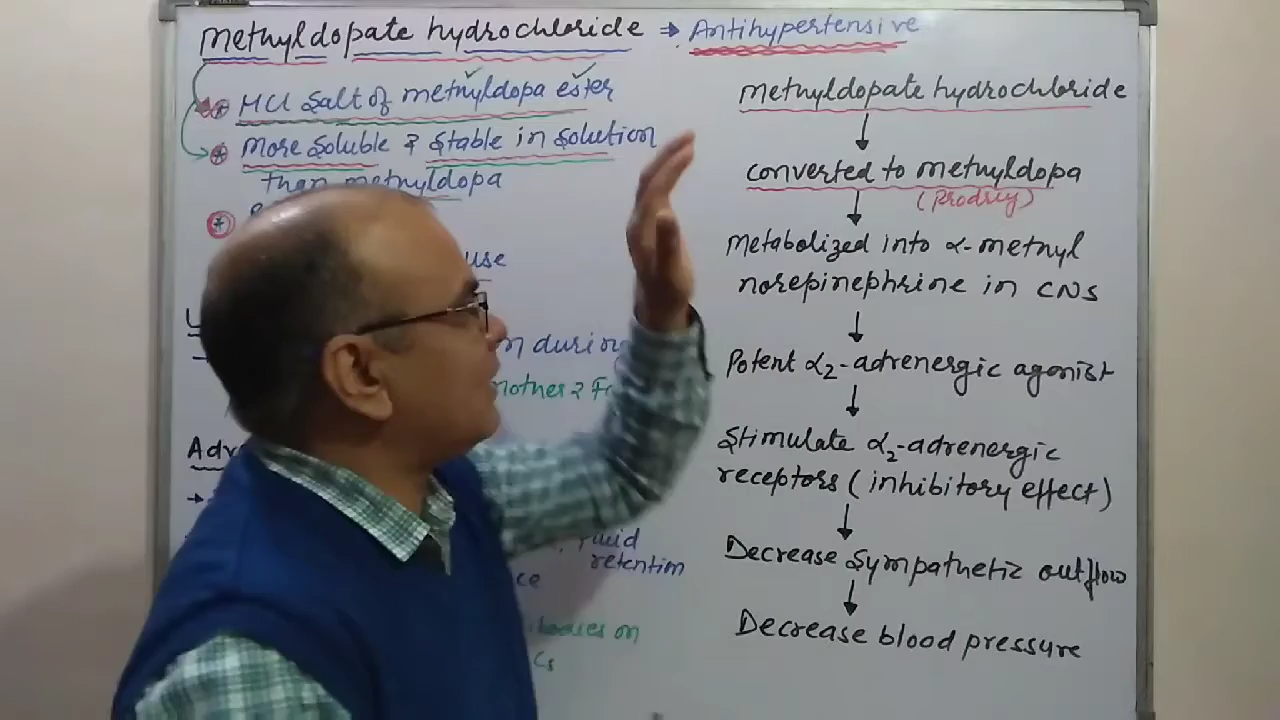 Methyldopate hydrochloride → Antihypertensive
* HCl Salt of methyldopa ester
* More Soluble & Stable in Solution
than methyldopa
*
use
during
mother &
Adv
fluid
retention
ibodies on
Methyldopate hydrochloride
↓
converted to methyldopa
(Prodrug)
↓
Metabolized into α-methyl
norepinephrine in CNS
↓
Potent α2-adrenergic agonist
↓
Stimulate α2-adrenergic
receptors (inhibitory effect)
↓
Decrease Sympathetic outflow
↓
Decrease blood pressure